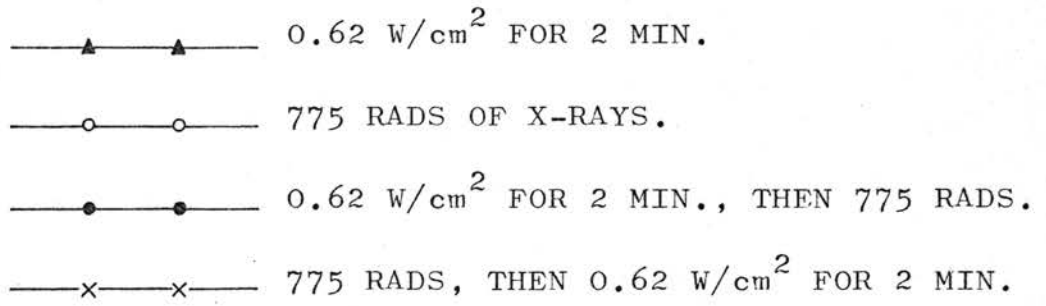 0.62 W/cm² FOR 2 MIN.
775 RADS OF X-RAYS.
0.62 W/cm² FOR 2 MIN., THEN 775 RADS.
775 RADS, THEN 0.62 W/cm² FOR 2 MIN.